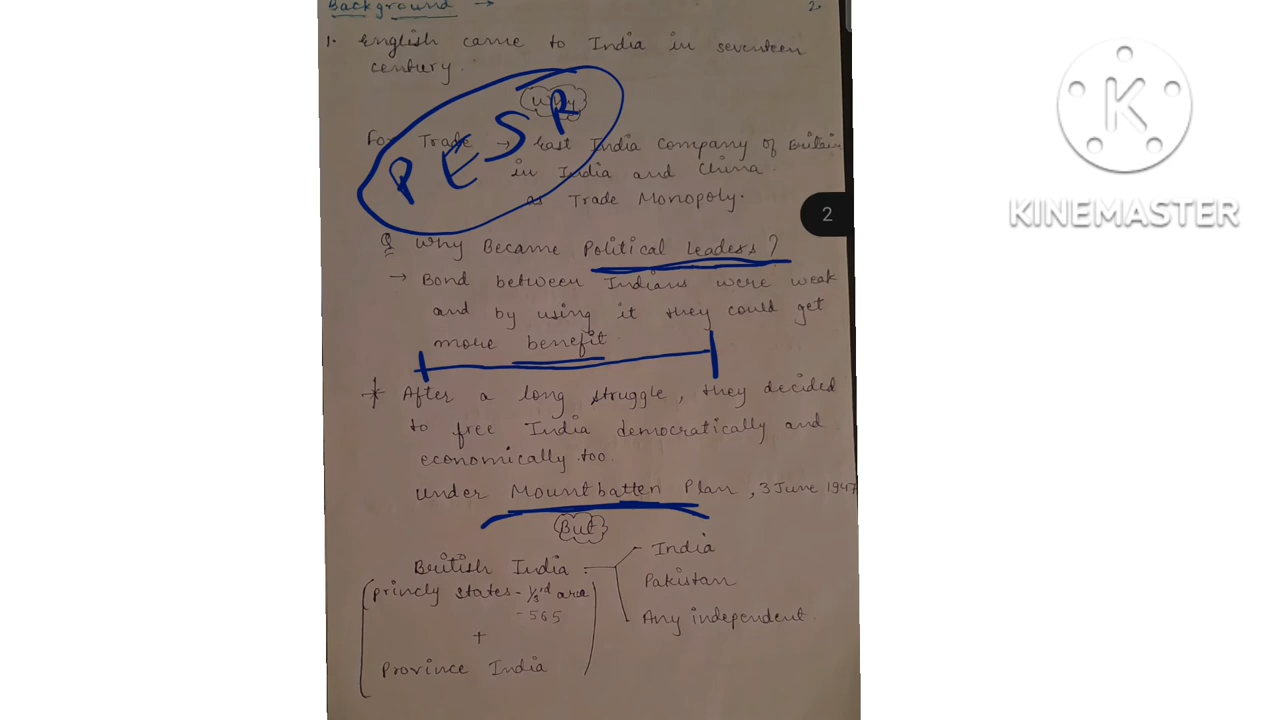 Background → 2.
1. English came to India in seventeen
century.
Why
PESR
For Trade → East India Company of Britain
in India and China.
as Trade Monopoly.
2
KINEMASTER
Q Why Became Political Leaders?
→ Bond between Indians were weak
and by using it they could get
more benefit.
* After a long struggle, they decided
to free India democratically and
economically too.
under Mountbatten Plan, 3 June 1947
But
British India :
India
Pakistan
Any independent.
(princly states - 1/3rd area
- 565
+
Province India